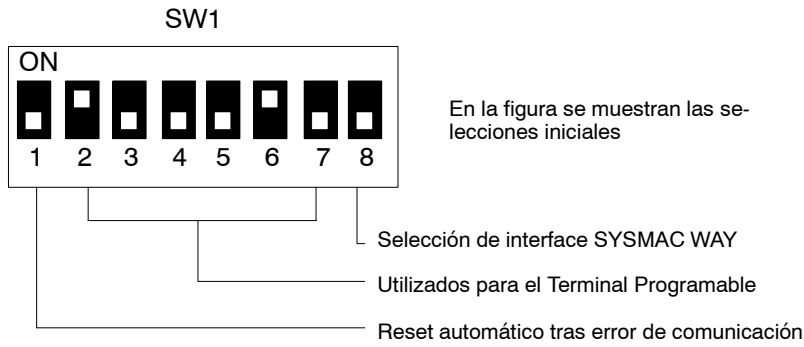 SW1
ON
1 2 3 4 5 6 7 8
En la figura se muestran las se-
lecciones iniciales
Selección de interface SYSMAC WAY
Utilizados para el Terminal Programable
Reset automático tras error de comunicación